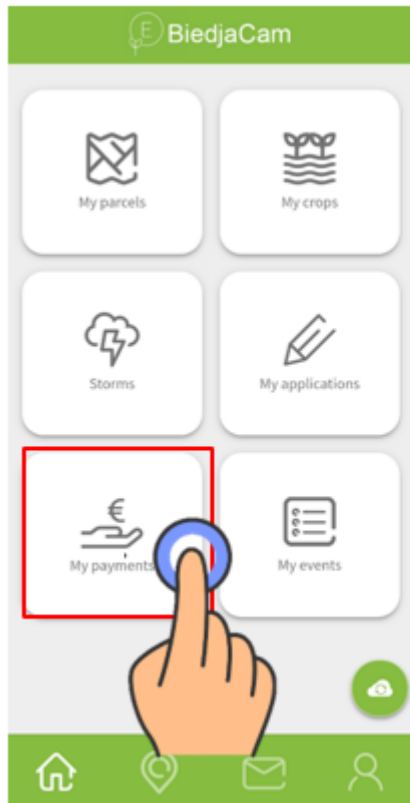 E BiedjaCam
My parcels
My crops
Storms
My applications
€
My payments
My events